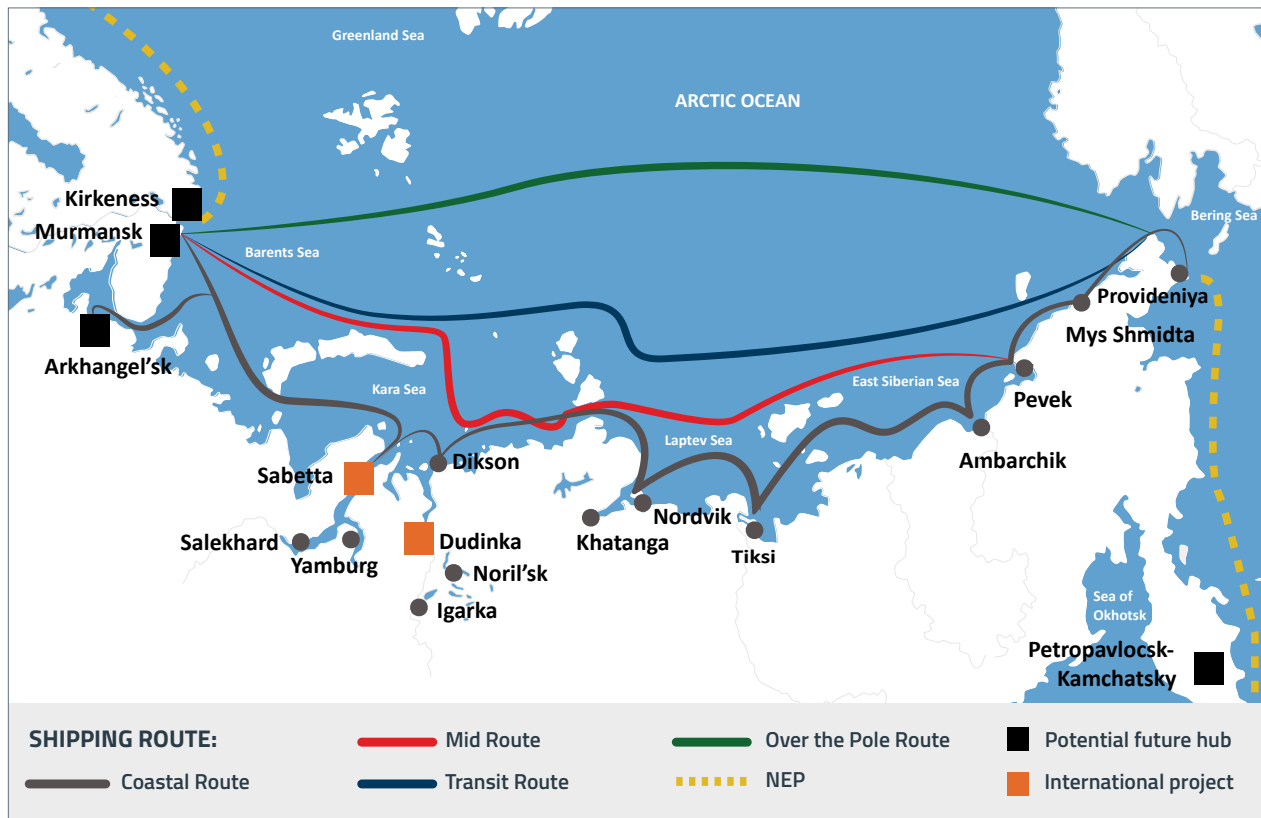 Greenland Sea
ARCTIC OCEAN
Kirkeness
Murmansk
Bering Sea
Barents Sea
Provideniya
Mys Shmidta
Arkhangel'sk
Kara Sea
East Siberian Sea
Pevek
Laptev Sea
Ambarchik
Sabetta
Dikson
Nordvik
Khatanga
Tiksi
Salekhard
Yamburg
Dudinka
Noril'sk
Igarka
Sea of
Okhotsk
Petropavlocsk-
Kamchatsky
SHIPPING ROUTE:
Mid Route
Over the Pole Route
Potential future hub
Coastal Route
Transit Route
NEP
International project